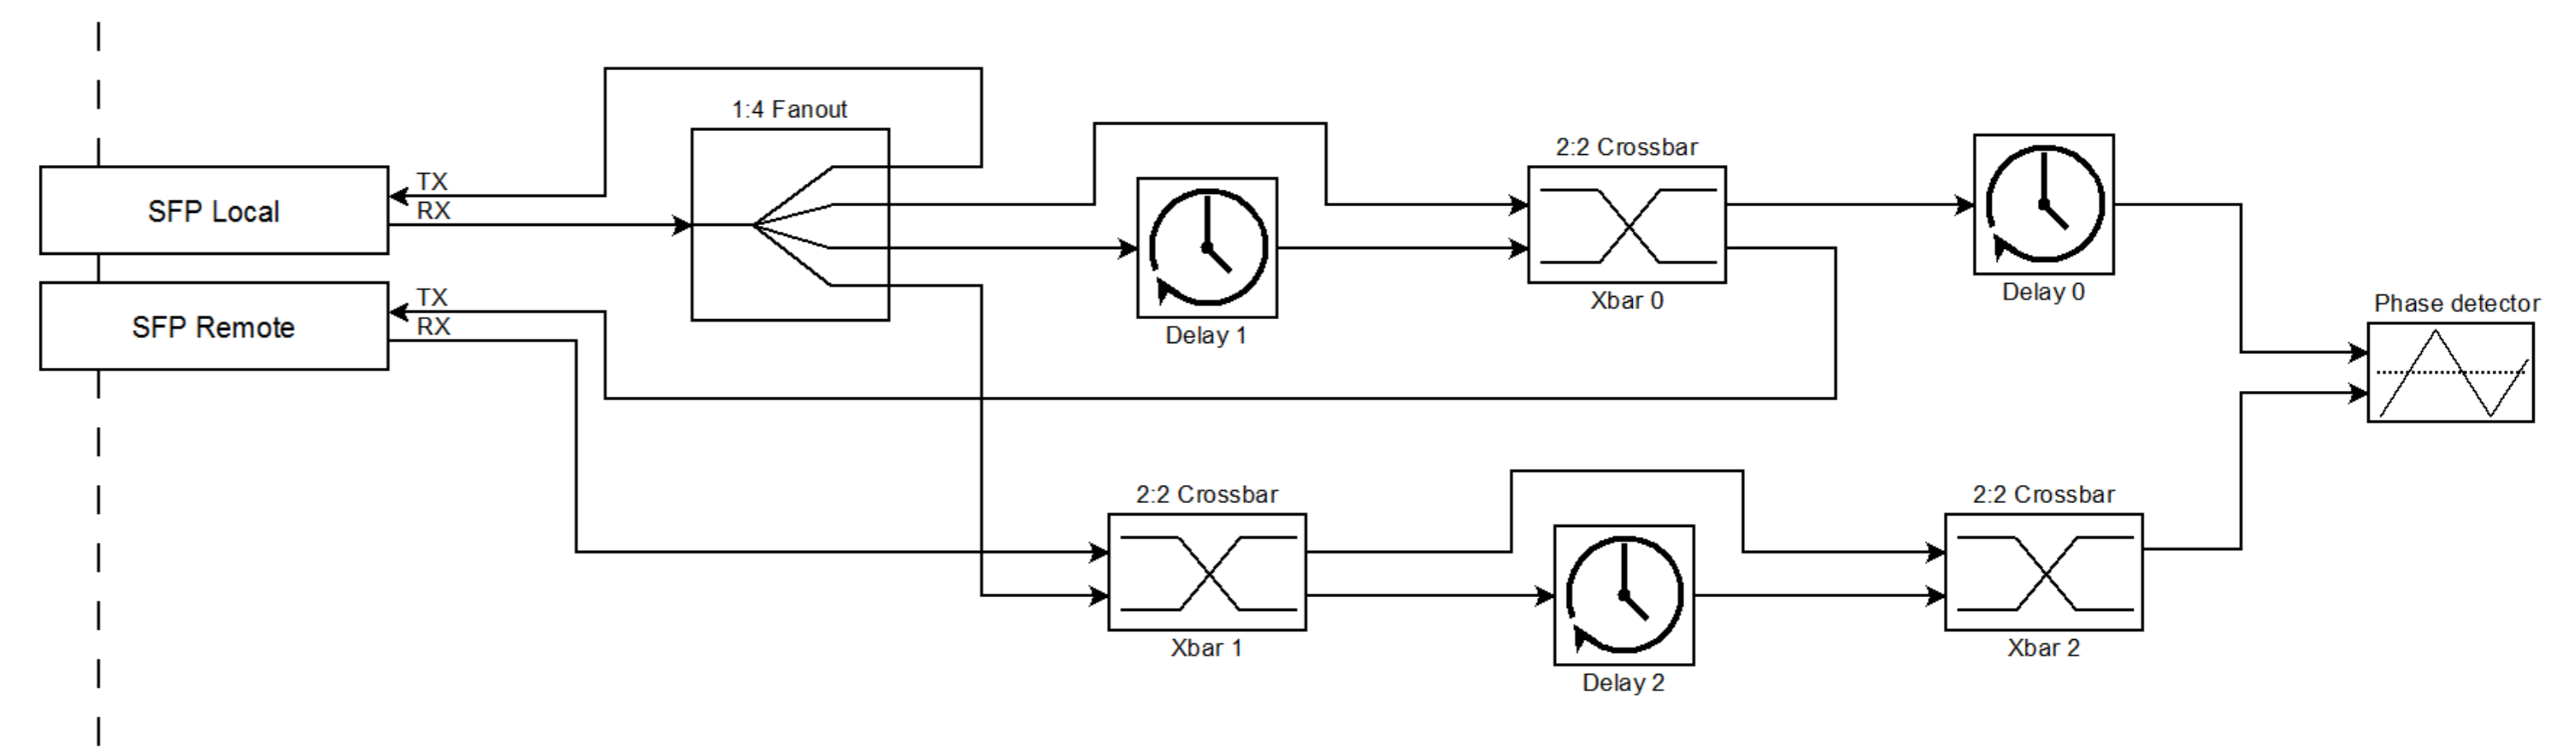 1:4 Fanout
2:2 Crossbar
TX
RX
SFP Local
Xbar 0
Delay 0
Delay 1
TX
RX
SFP Remote
Phase detector
2:2 Crossbar
2:2 Crossbar
Xbar 1
Delay 2
Xbar 2